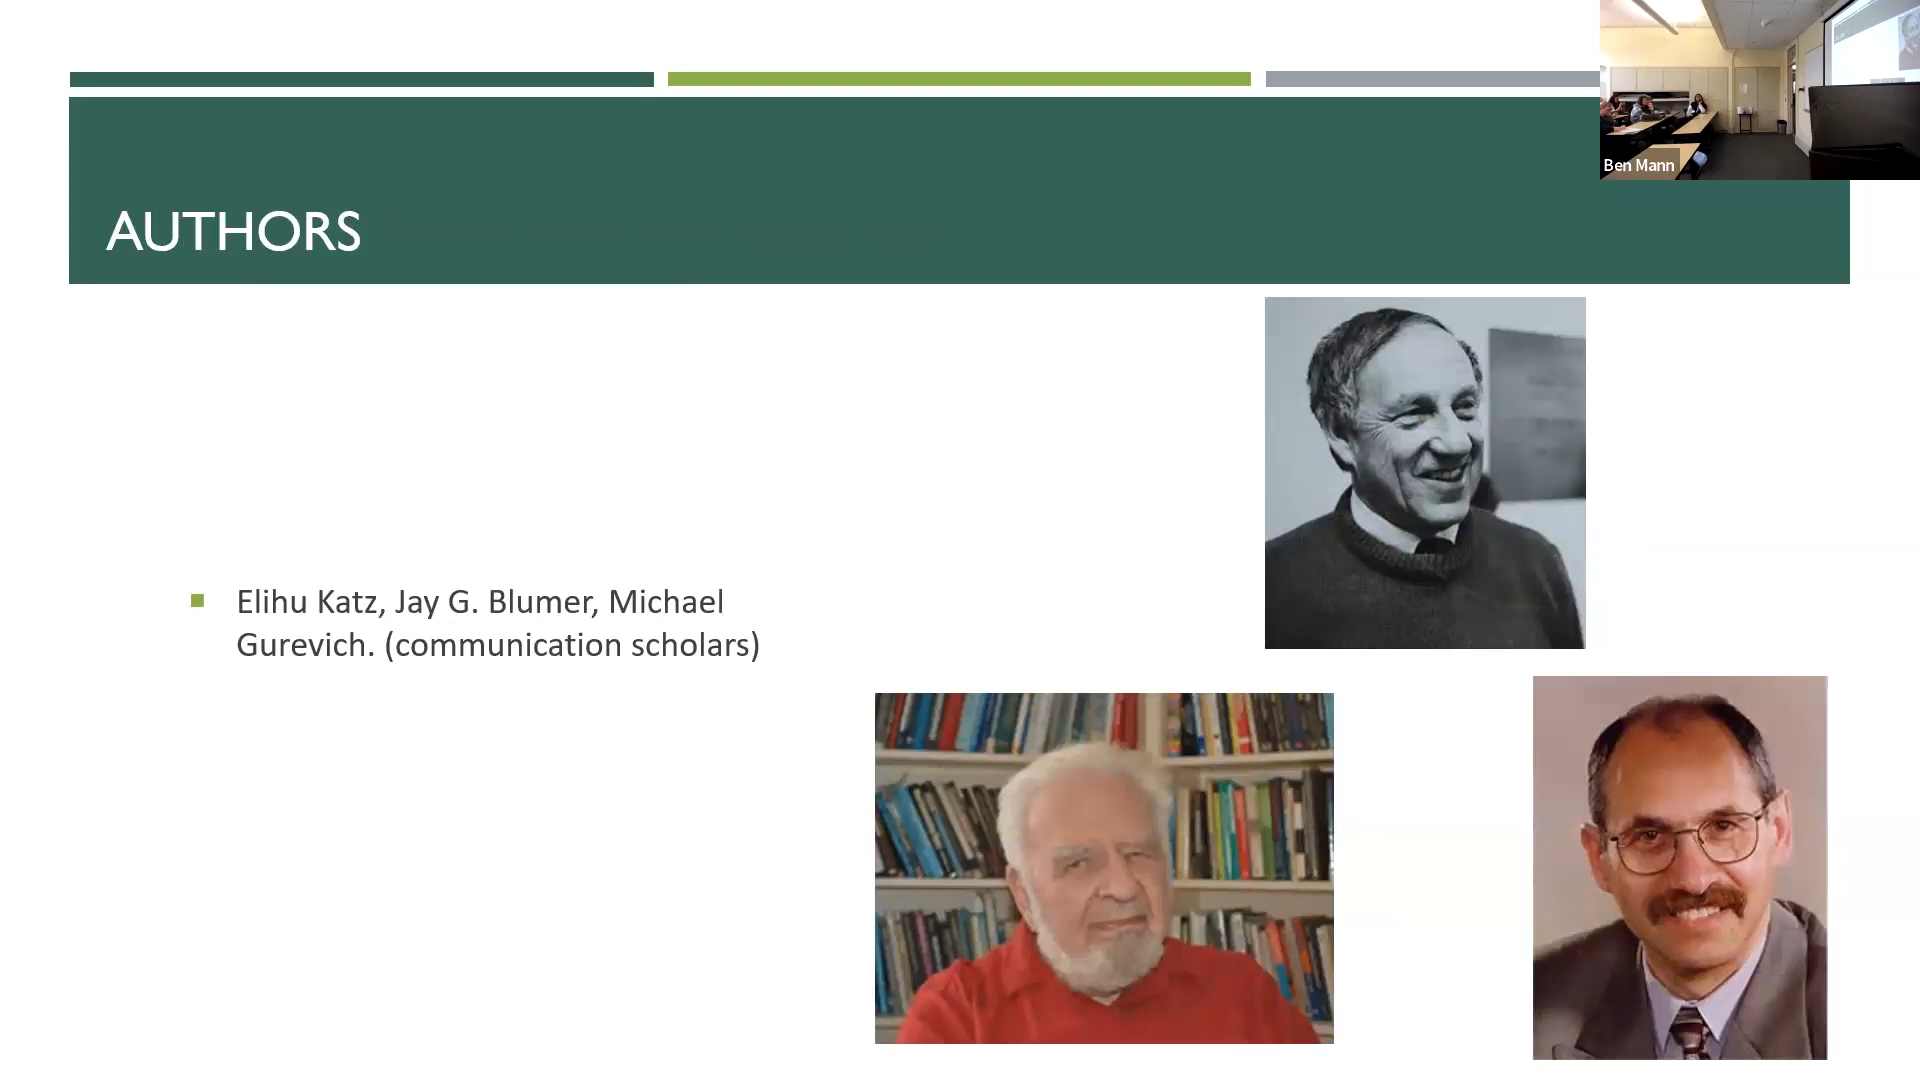 Ben Mann
AUTHORS
Elihu Katz, Jay G. Blumer, Michael
Gurevich. (communication scholars)